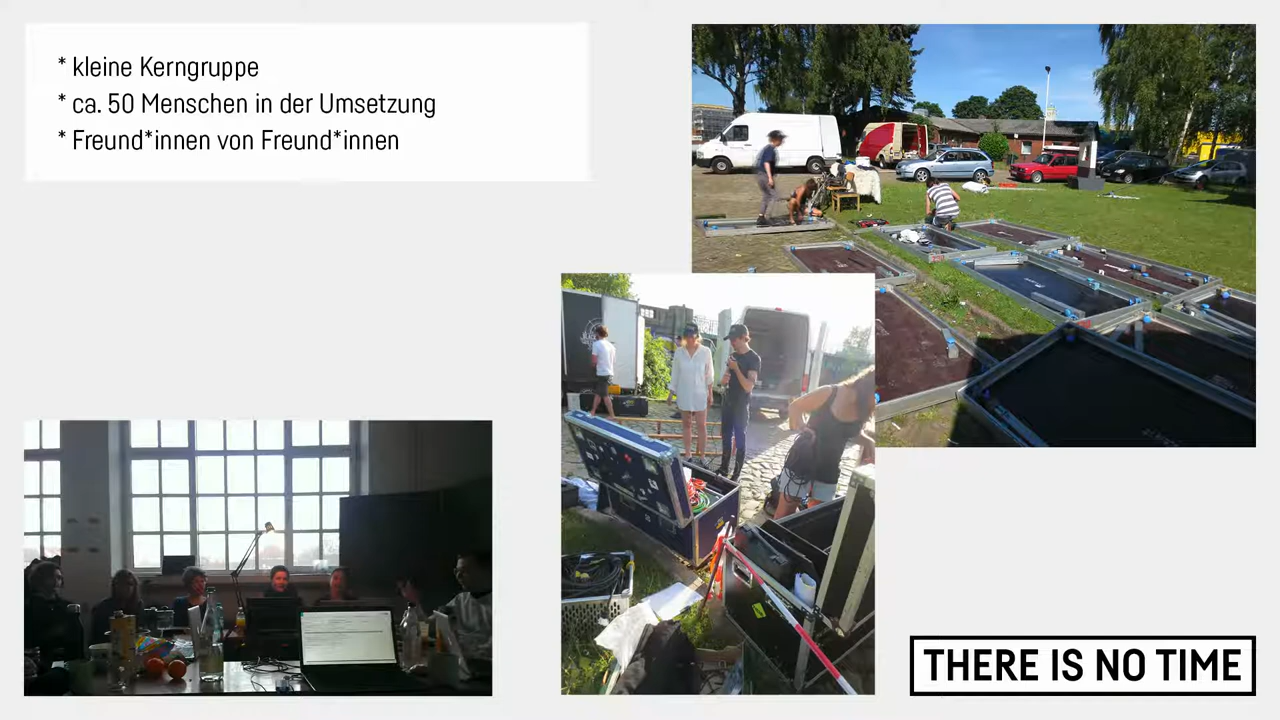 * kleine Kerngruppe
* ca. 50 Menschen in der Umsetzung
* Freund*innen von Freund*innen
THERE IS NO TIME